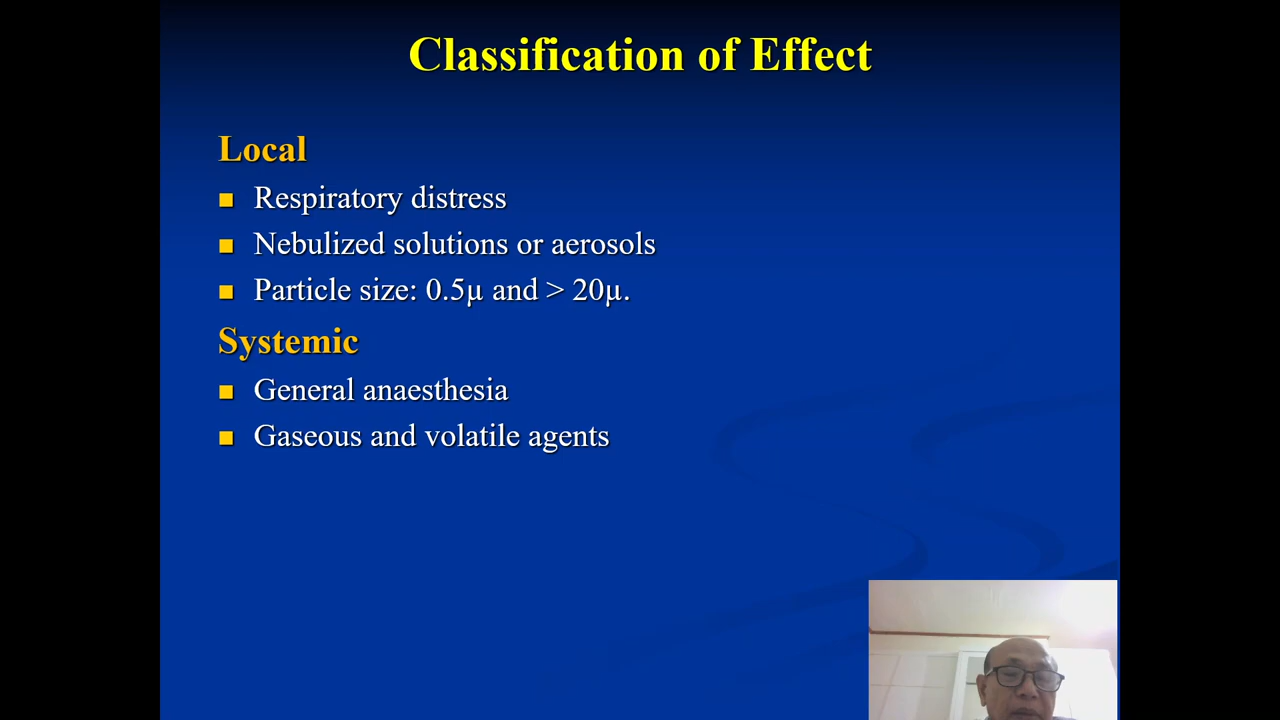 Classification of Effect
Local
Respiratory distress
Nebulized solutions or aerosols
Particle size: 0.5µ and > 20µ.
Systemic
General anaesthesia
Gaseous and volatile agents